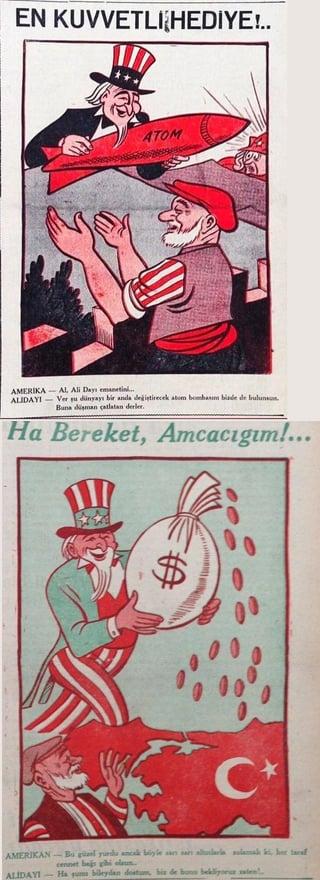 EN KUVVETLİ HEDİYE!..
ATOM
AMERİKA — Al, Ali Dayı emanetini...
ALİDAYI — Ver şu dünyayı bir anda değiştirecek atom bombasını bizde de bulunsun.
Buna düşman çatlatan derler.
Ha Bereket, Amcacıgım!...
$
AMERİKAN — Bu güzel yurdu ancak böyle sarı sarı altınlarla sulamalı ki, her taraf
cennet bağı gibi olsun..
ALİDAYI — Ha şunu bileydan dostum, biz de bunu bekliyoruz zaten!..